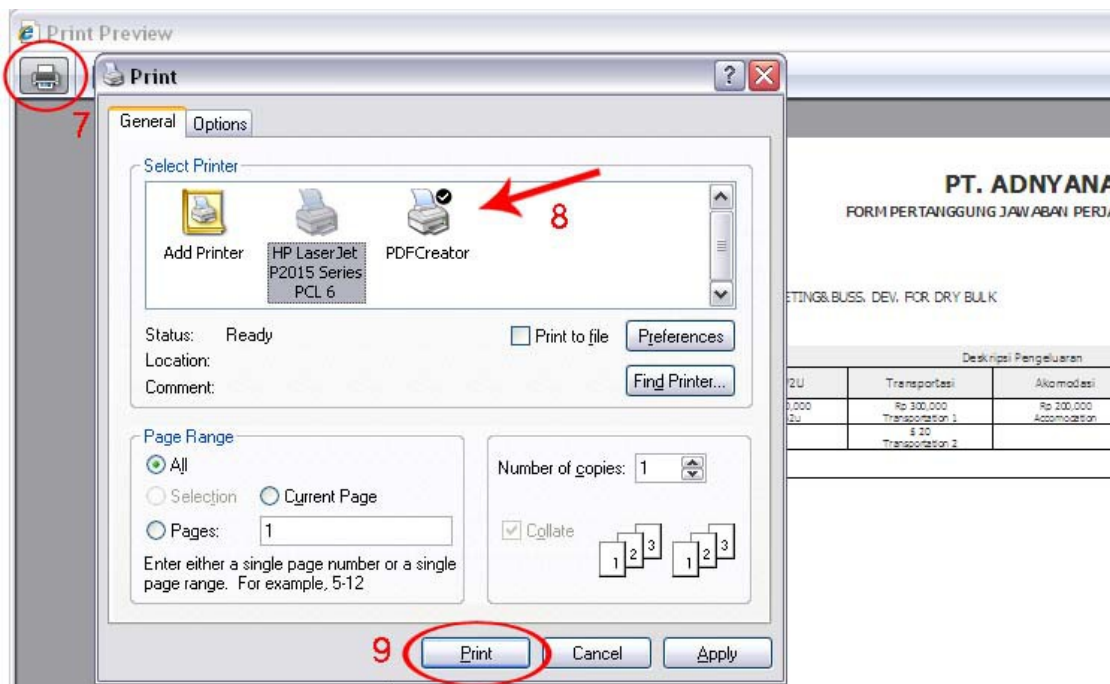 Print Preview
7
Print
General
Options
Select Printer
8
Add Printer
HP LaserJet
P2015 Series
PCL 6
PDFCreator
Status: Ready
Location:
Comment:
Print to file
Preferences
Find Printer...
Page Range
All
Selection
Current Page
Pages: 1
Enter either a single page number or a single
page range. For example, 5-12
Number of copies: 1
Collate
1 2 3
1 2 3
9
Print
Cancel
Apply
PT. ADNYANA
FORM PERTANGGUNG JAWABAN PERJA
ETING& BUSS. DEV. FOR DRY BULK
Deskripsi Pengeluaran
Transportasi
Akomodasi
Rp 300,000
Transportation 1
Rp 200,000
Accomodation
$ 20
Transportation 2